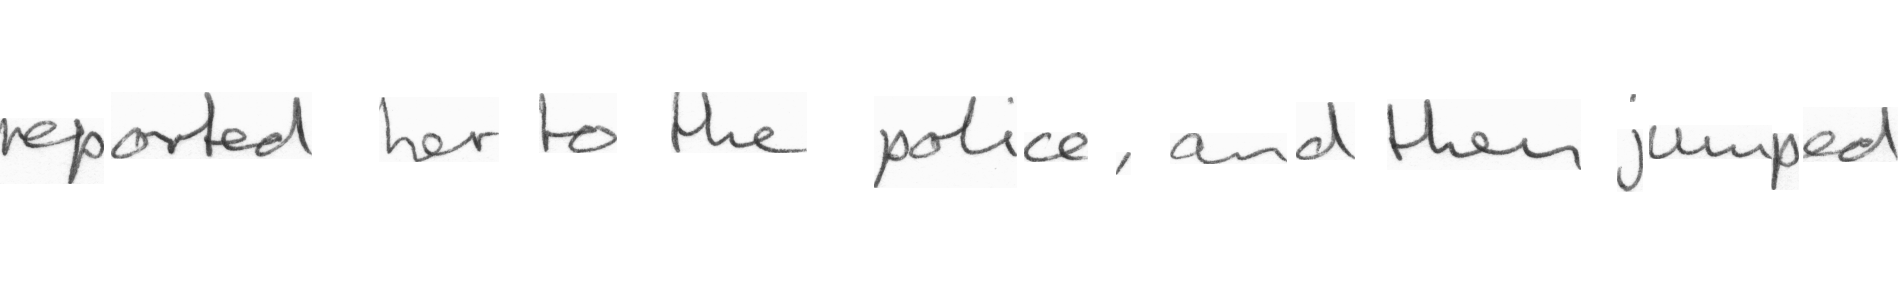 reported her to the police, and then jumped